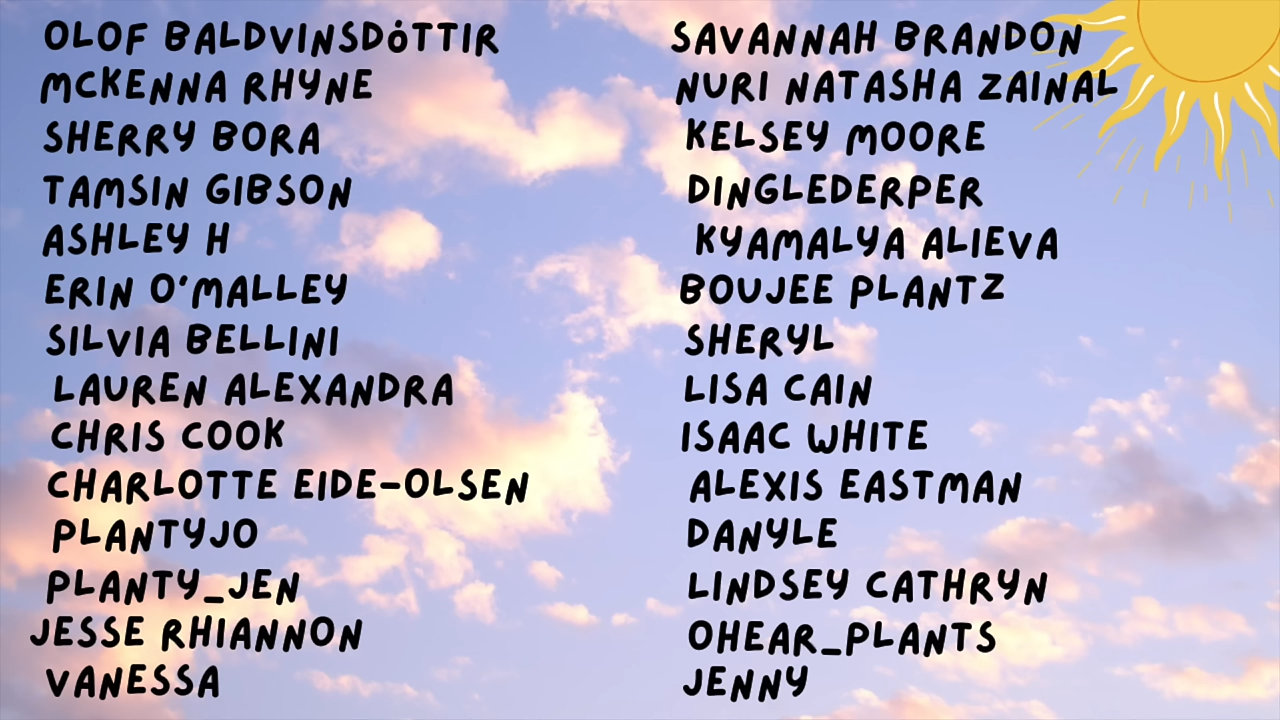 OLOF BALDVINSDóTTIR
MCKENNA RHYNE
SHERRY BORA
TAMSIN GIBSON
ASHLEY H
ERIN O'MALLEY
SILVIA BELLINI
LAUREN ALEXANDRA
CHRIS COOK
CHARLOTTE EIDE-OLSEN
PLANTYJO
PLANTY_JEN
JESSE RHIANNON
VANESSA
SAVANNAH BRANDON
NURI NATASHA ZAINAL
KELSEY MOORE
DINGLEDERPER
KYAMALYA ALIEVA
BOUJEE PLANTZ
SHERYL
LISA CAIN
ISAAC WHITE
ALEXIS EASTMAN
DANYLE
LINDSEY CATHRYN
OHEAR_PLANTS
JENNY